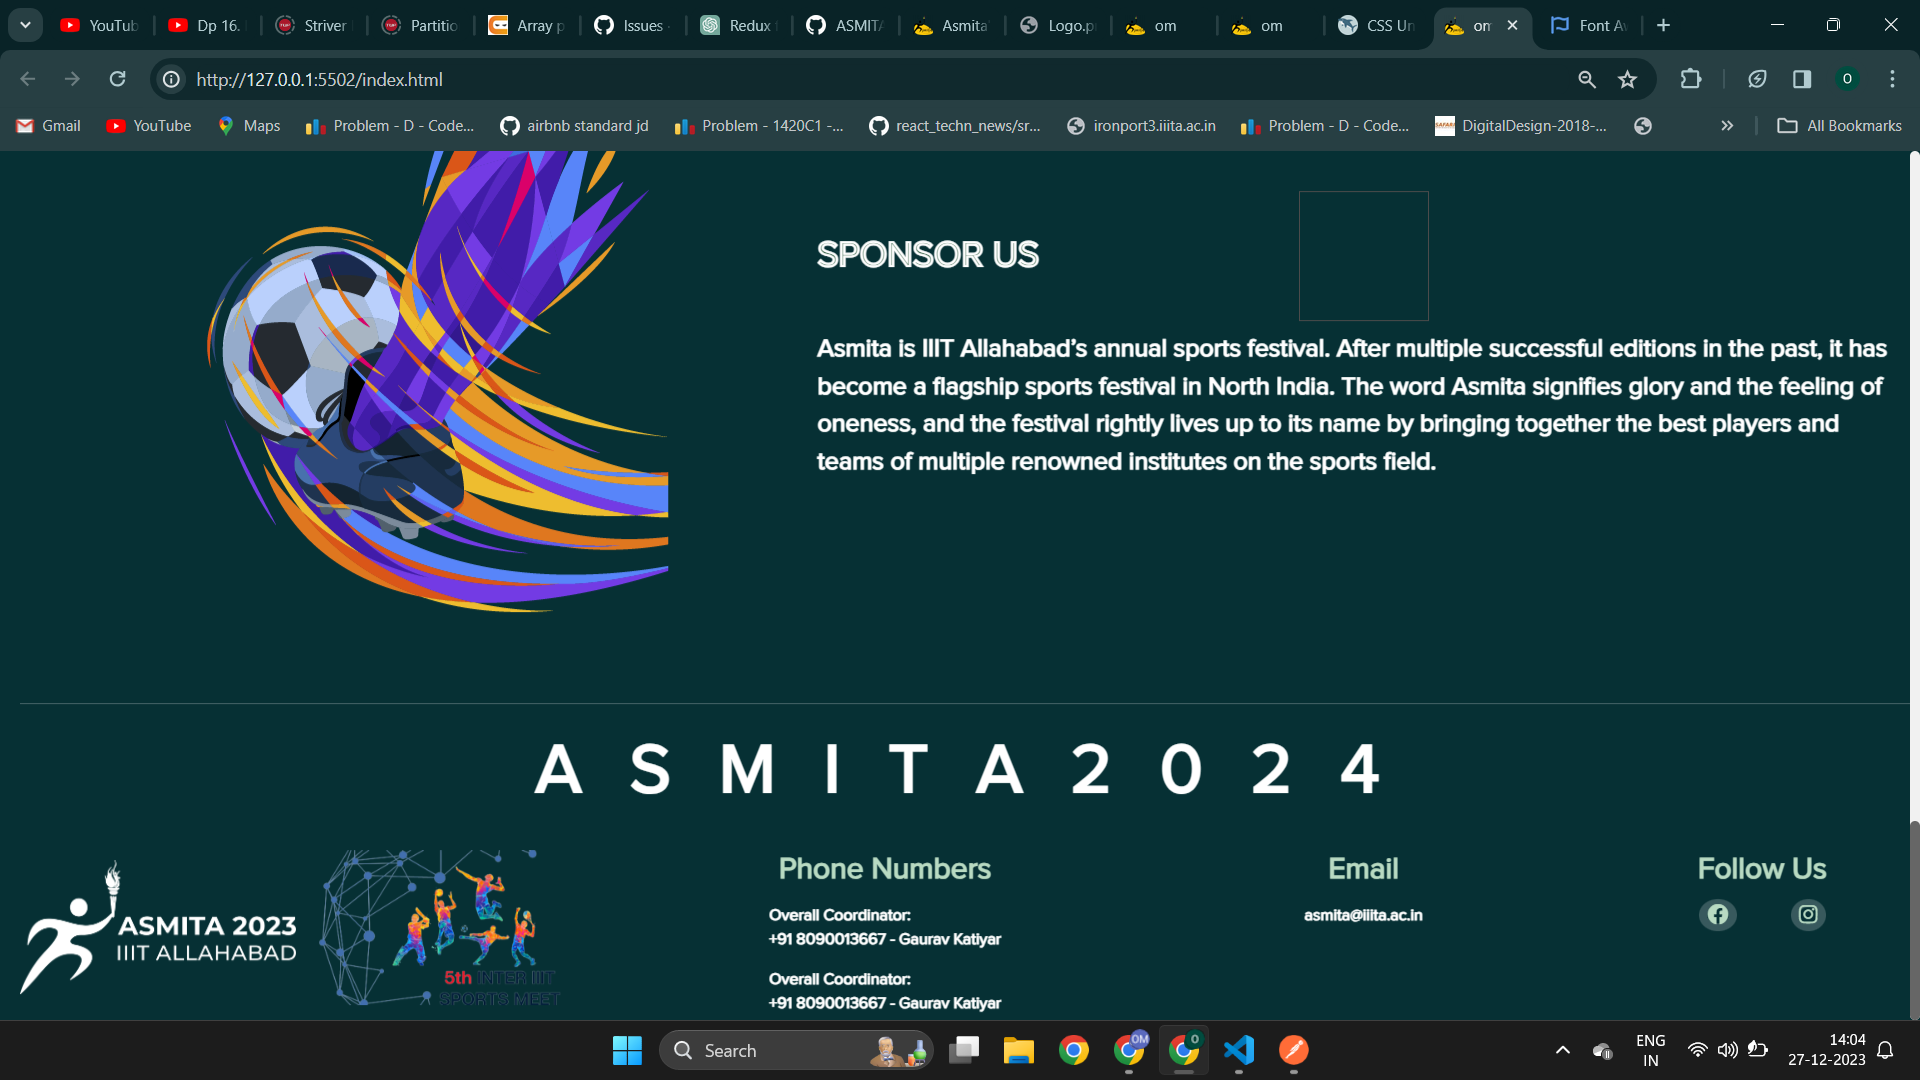 YouTub
Dp 16.
Striver
Partitio
Array p
Issues
Redux
ASMITA
Asmita
Logo.p
om
om
CSS Un
om
Font Aw
http://127.0.0.1:5502/index.html
O
Gmail
YouTube
Maps
Problem - D - Code...
airbnb standard jd
Problem - 1420C1 -...
react_techn_news/sr...
ironport3.iiita.ac.in
Problem - D - Code...
DigitalDesign-2018-...
All Bookmarks
SPONSOR US
Asmita is IIIT Allahabad’s annual sports festival. After multiple successful editions in the past, it has
become a flagship sports festival in North India. The word Asmita signifies glory and the feeling of
oneness, and the festival rightly lives up to its name by bringing together the best players and
teams of multiple renowned institutes on the sports field.
A S M I T A 2 0 2 4
ASMITA 2023
IIIT ALLAHABAD
5th INTER IIIT
SPORTS MEET
Phone Numbers
Overall Coordinator:
+91 8090013667 - Gaurav Katiyar
Overall Coordinator:
+91 8090013667 - Gaurav Katiyar
Email
asmita@iiita.ac.in
Follow Us
Search
OM
O
ENG
IN
14:04
27-12-2023